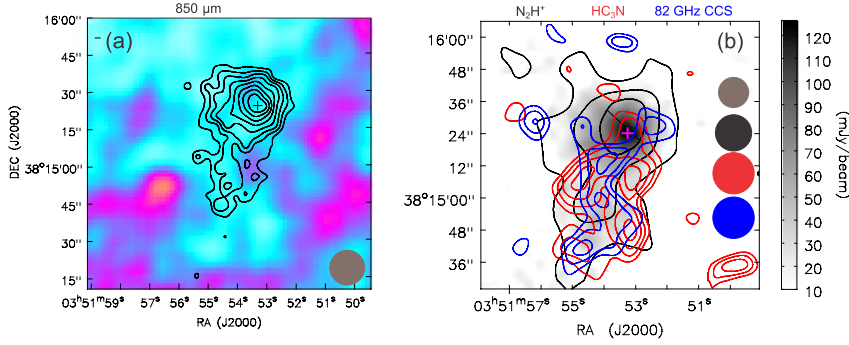 850 μm
(a)
16'00"
45"
30"
15"
38°15'00"
45"
30"
15"
DEC (J2000)
03ʰ51ᵐ59ˢ 57ˢ 56ˢ 55ˢ 54ˢ 53ˢ 52ˢ 51ˢ 50ˢ
RA (J2000)
N₂H⁺ HC₃N 82 GHz CCS
(b)
16'00"
48"
36"
24"
12"
38°15'00"
48"
36"
03ʰ51ᵐ57ˢ 55ˢ 53ˢ 51ˢ
RA (J2000)
120
110
100
90
80
70
60
50
40
30
20
10
(mJy/beam)